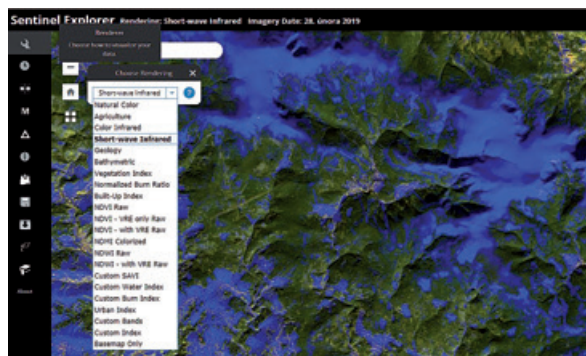 Sentinel Explorer Rendering: Short-wave Infrared Imagery Date: 28. února 2019
Renderer
Choose how to visualize your
data.
Choose Rendering
Short-wave Infrared
Natural Color
Agriculture
Color Infrared
Short-wave Infrared
Geology
Bathymetric
Vegetation Index
Normalized Burn Ratio
Built-Up Index
NDVI Raw
NDVI - VRE only Raw
NDVI - with VRE Raw
NDMI Colorized
NDWI Raw
NDWI - with VRE Raw
Custom SAVI
Custom Water Index
Custom Burn Index
Urban Index
Custom Bands
Custom Index
Basemap Only
M
About